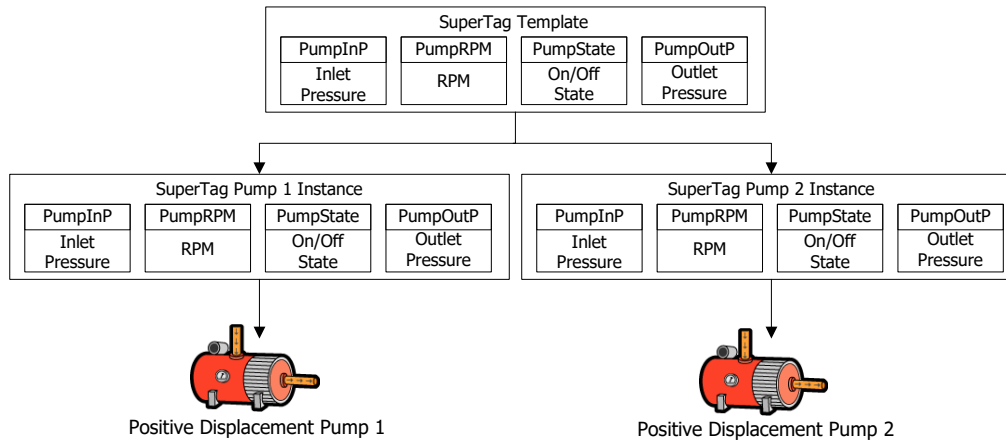 SuperTag Template
PumpInP PumpRPM PumpState PumpOutP
Inlet Pressure RPM On/Off State Outlet Pressure
SuperTag Pump 1 Instance
PumpInP PumpRPM PumpState PumpOutP
Inlet Pressure RPM On/Off State Outlet Pressure
SuperTag Pump 2 Instance
PumpInP PumpRPM PumpState PumpOutP
Inlet Pressure RPM On/Off State Outlet Pressure
Positive Displacement Pump 1
Positive Displacement Pump 2